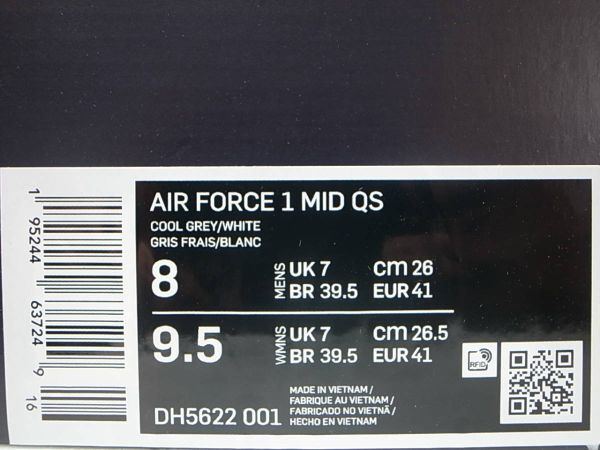 AIR FORCE 1 MID QS
COOL GREY/WHITE
GRIS FRAIS/BLANC
8 MENS UK 7 CM 26
BR 39.5 EUR 41
9.5 WMNS UK 7 CM 26.5
BR 39.5 EUR 41
RFID
DH5622 001
MADE IN VIETNAM /
FABRIQUE AU VIETNAM /
FABRICADO NO VIETNÃ /
HECHO EN VIETNAM
1 95244 63724 9 16